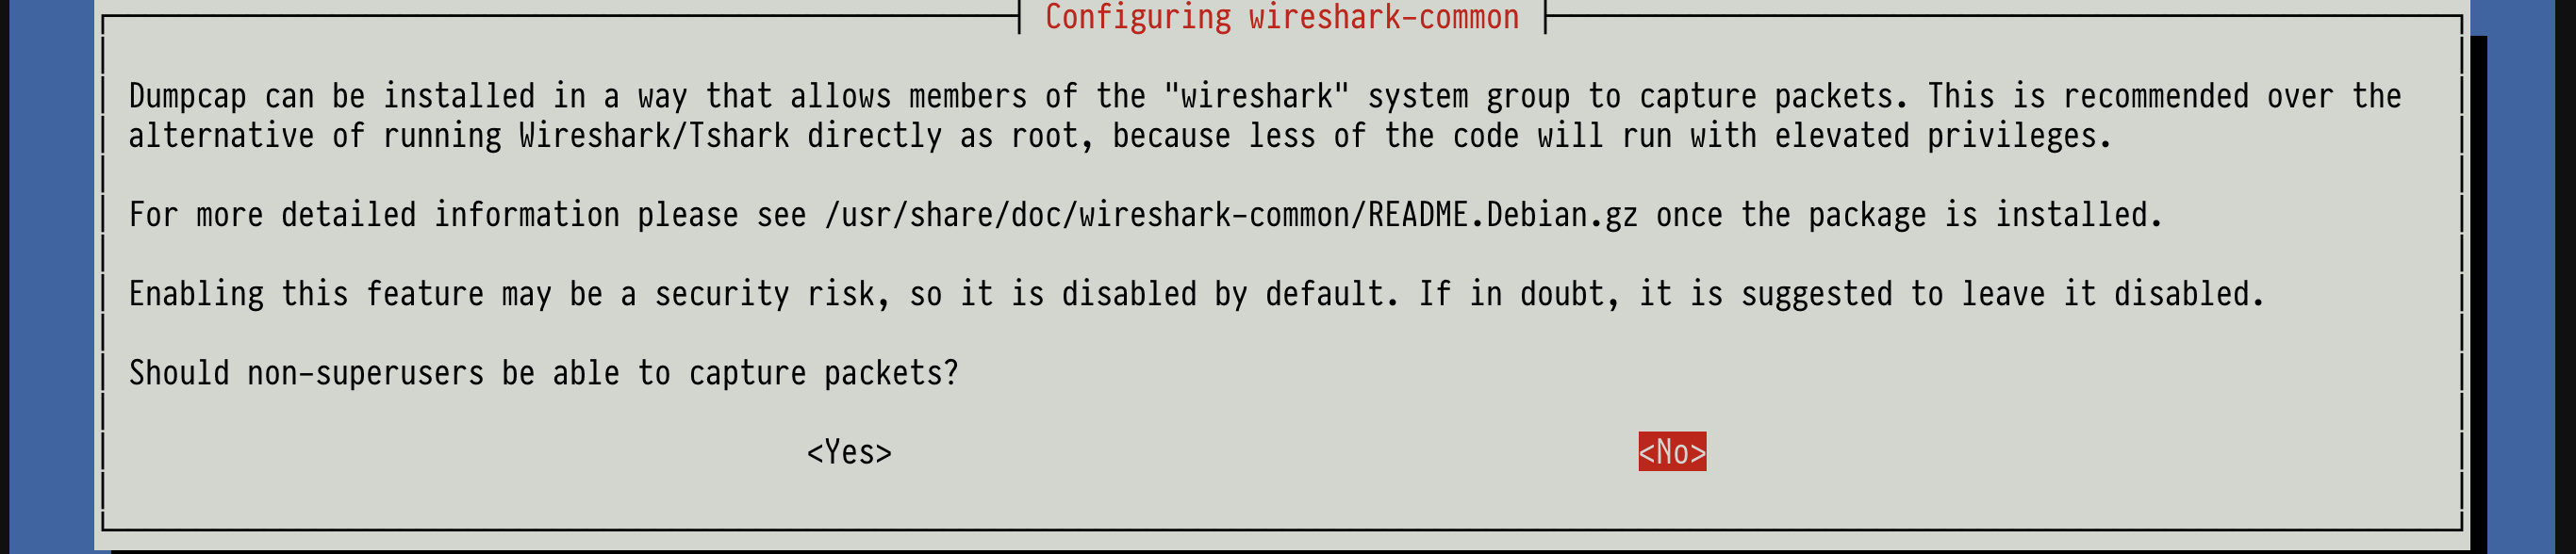 Configuring wireshark-common
Dumpcap can be installed in a way that allows members of the "wireshark" system group to capture packets. This is recommended over the
alternative of running Wireshark/Tshark directly as root, because less of the code will run with elevated privileges.
For more detailed information please see /usr/share/doc/wireshark-common/README.Debian.gz once the package is installed.
Enabling this feature may be a security risk, so it is disabled by default. If in doubt, it is suggested to leave it disabled.
Should non-superusers be able to capture packets?
<Yes> <No>